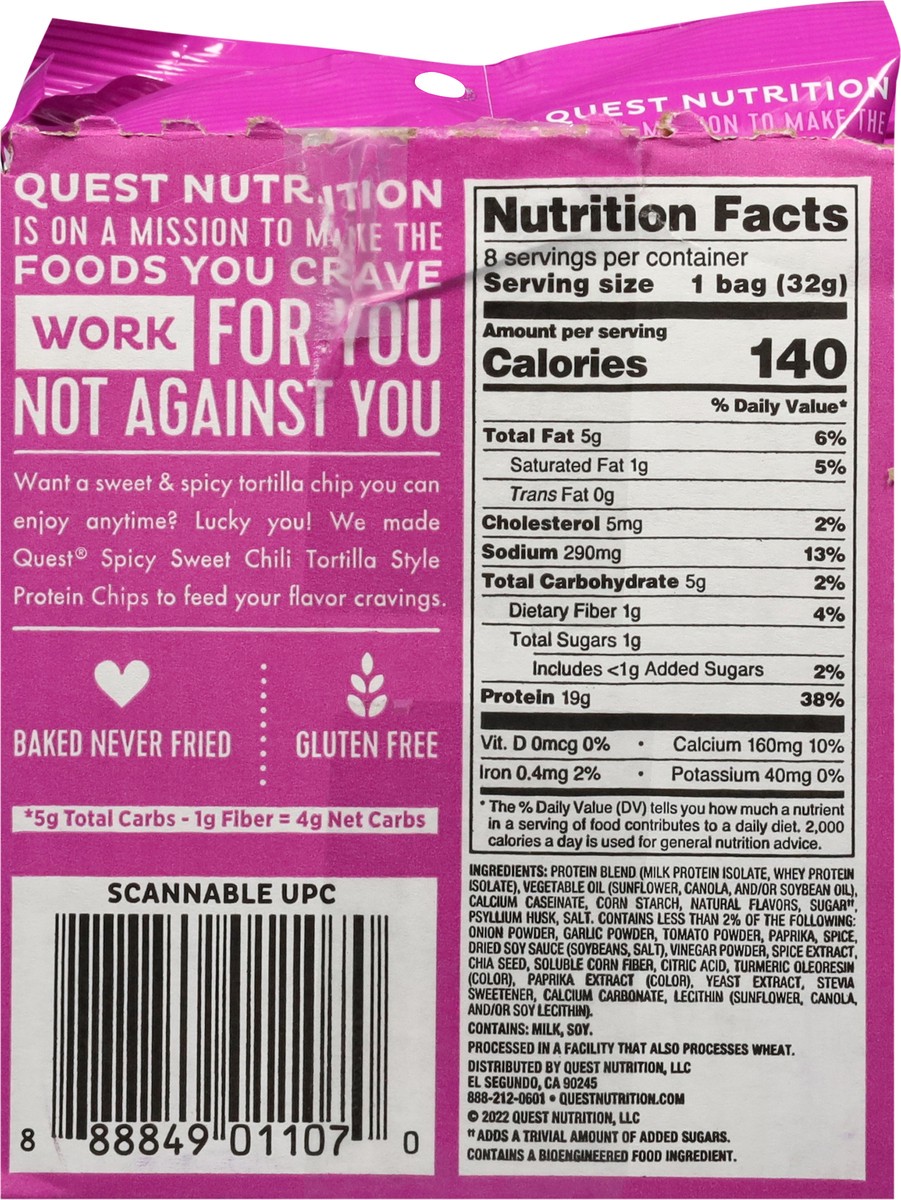 QUEST NUTRITION
MISSION TO MAKE THE
QUEST NUTRITION
IS ON A MISSION TO MAKE THE
FOODS YOU CRAVE
WORK FOR YOU
NOT AGAINST YOU
Want a sweet & spicy tortilla chip you can
enjoy anytime? Lucky you! We made
Quest® Spicy Sweet Chili Tortilla Style
Protein Chips to feed your flavor cravings.
BAKED NEVER FRIED
GLUTEN FREE
*5g Total Carbs - 1g Fiber = 4g Net Carbs
SCANNABLE UPC
8 88849 01107 0
Nutrition Facts
8 servings per container
Serving size 1 bag (32g)
Amount per serving
Calories 140
% Daily Value*
Total Fat 5g 6%
Saturated Fat 1g 5%
Trans Fat 0g
Cholesterol 5mg 2%
Sodium 290mg 13%
Total Carbohydrate 5g 2%
Dietary Fiber 1g 4%
Total Sugars 1g
Includes <1g Added Sugars 2%
Protein 19g 38%
Vit. D 0mcg 0% • Calcium 160mg 10%
Iron 0.4mg 2% • Potassium 40mg 0%
* The % Daily Value (DV) tells you how much a nutrient
in a serving of food contributes to a daily diet. 2,000
calories a day is used for general nutrition advice.
INGREDIENTS: PROTEIN BLEND (MILK PROTEIN ISOLATE, WHEY PROTEIN
ISOLATE), VEGETABLE OIL (SUNFLOWER, CANOLA, AND/OR SOYBEAN OIL),
CALCIUM CASEINATE, CORN STARCH, NATURAL FLAVORS, SUGAR††,
PSYLLIUM HUSK, SALT. CONTAINS LESS THAN 2% OF THE FOLLOWING:
ONION POWDER, GARLIC POWDER, TOMATO POWDER, PAPRIKA, SPICE,
DRIED SOY SAUCE (SOYBEANS, SALT), VINEGAR POWDER, SPICE EXTRACT,
CHIA SEED, SOLUBLE CORN FIBER, CITRIC ACID, TURMERIC OLEORESIN
(COLOR), PAPRIKA EXTRACT (COLOR), YEAST EXTRACT, STEVIA
SWEETENER, CALCIUM CARBONATE, LECITHIN (SUNFLOWER, CANOLA,
AND/OR SOY LECITHIN).
CONTAINS: MILK, SOY.
PROCESSED IN A FACILITY THAT ALSO PROCESSES WHEAT.
DISTRIBUTED BY QUEST NUTRITION, LLC
EL SEGUNDO, CA 90245
888-212-0601 • QUESTNUTRITION.COM
© 2022 QUEST NUTRITION, LLC
†† ADDS A TRIVIAL AMOUNT OF ADDED SUGARS.
CONTAINS A BIOENGINEERED FOOD INGREDIENT.